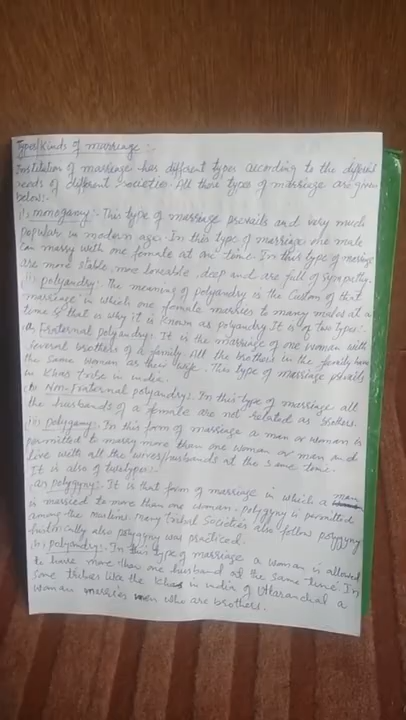 Types/Kinds of marriage :-
Institution of marriage has different types according to the different
needs of different societies. All those types of marriage are given
below:-
(i) monogamy:- This type of marriage prevails and very much
popular in modern age. In this type of marriage one male
can marry with one female at one time. In this type of marriage
are more stable, more loveable, deep and are full of sympathy.
(ii) polyandry: The meaning of polyandry is the custom of that
marriage in which one female marries to many males at a
time so that is why it is known as polyandry. It is of two types:-
(a) Fraternal Polyandry: It is the marriage of one woman with
several brothers of a family. All the brothers in the family have
the same woman as their wife. This type of marriage prevails
in Khas tribe in india.
(b) Non-Fraternal polyandry: In this type of marriage all
the husbands of a female are not related as brothers.
(iii) polygamy: In this form of marriage a man or woman is
permitted to marry more than one woman or man and
live with all the wives/husbands at the same time.
It is also of two types:-
(a) polygyny: It is that form of marriage in which a man
is married to more than one woman. polygyny is permitted
among the muslims. many Tribal Societies also follow polygyny
historically also polygyny was practiced.
(b) polyandry:- In this type of marriage a woman is allowed
to have more than one husband at the same time. In
some tribes like the Khas in india of Uttaranchal a
woman marries men who are brothers.